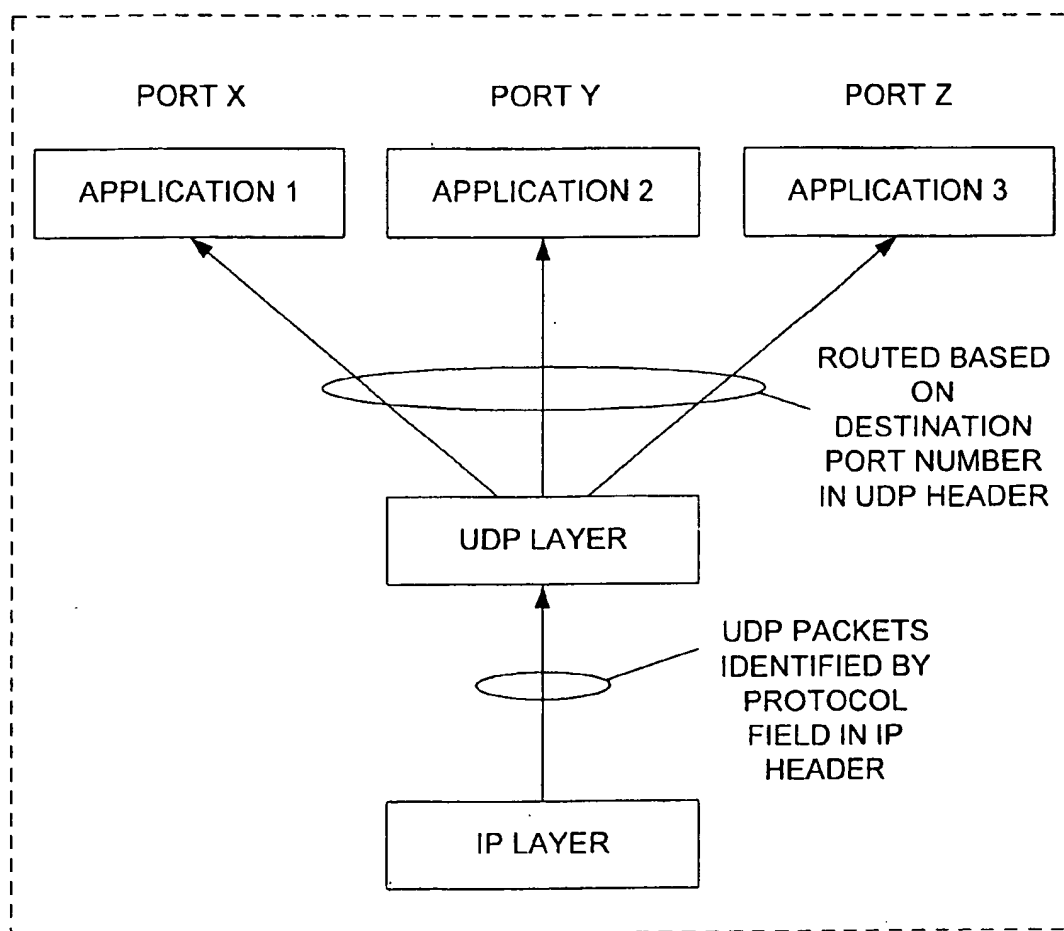 PORT X
PORT Y
PORT Z
APPLICATION 1
APPLICATION 2
APPLICATION 3
ROUTED BASED
ON
DESTINATION
PORT NUMBER
IN UDP HEADER
UDP LAYER
UDP PACKETS
IDENTIFIED BY
PROTOCOL
FIELD IN IP
HEADER
IP LAYER